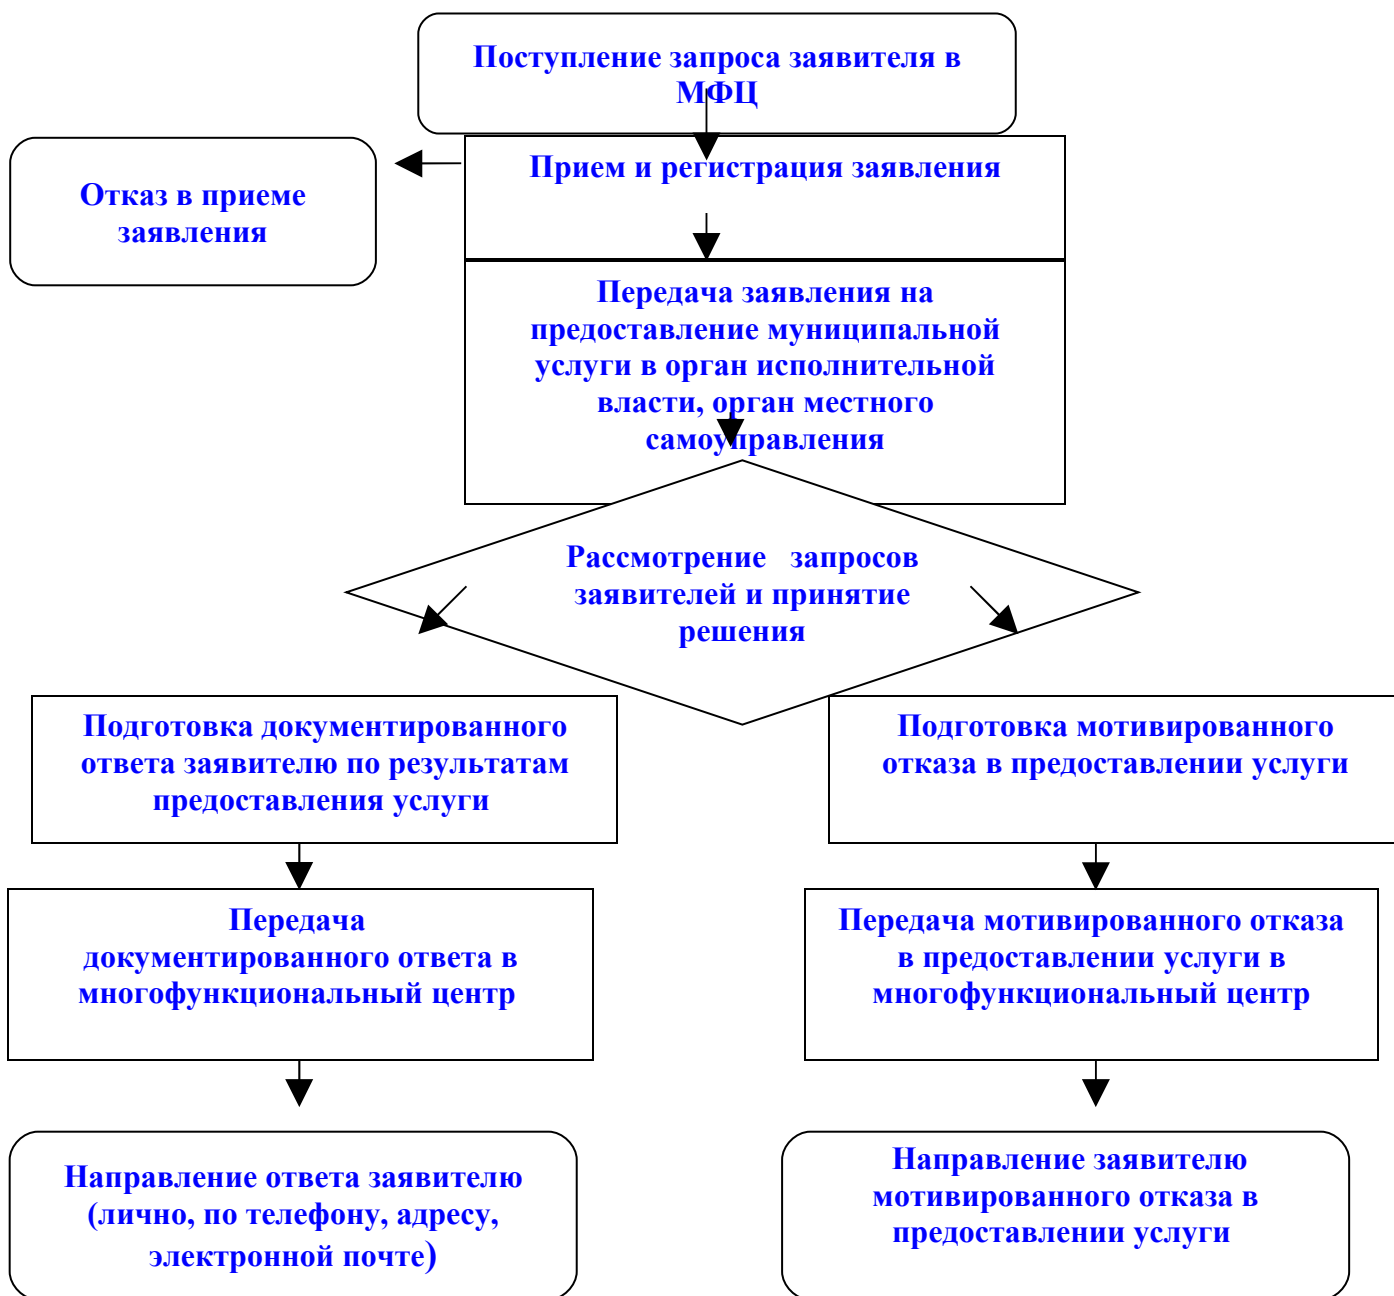 Поступление запроса заявителя в
МФЦ
Прием и регистрация заявления
Отказ в приеме
заявления
Передача заявления на
предоставление муниципальной
услуги в орган исполнительной
власти, орган местного
самоуправления
Рассмотрение запросов
заявителей и принятие
решения
Подготовка документированного
ответа заявителю по результатам
предоставления услуги
Подготовка мотивированного
отказа в предоставлении услуги
Передача
документированного ответа в
многофункциональный центр
Передача мотивированного отказа
в предоставлении услуги в
многофункциональный центр
Направление ответа заявителю
(лично, по телефону, адресу,
электронной почте)
Направление заявителю
мотивированного отказа в
предоставлении услуги